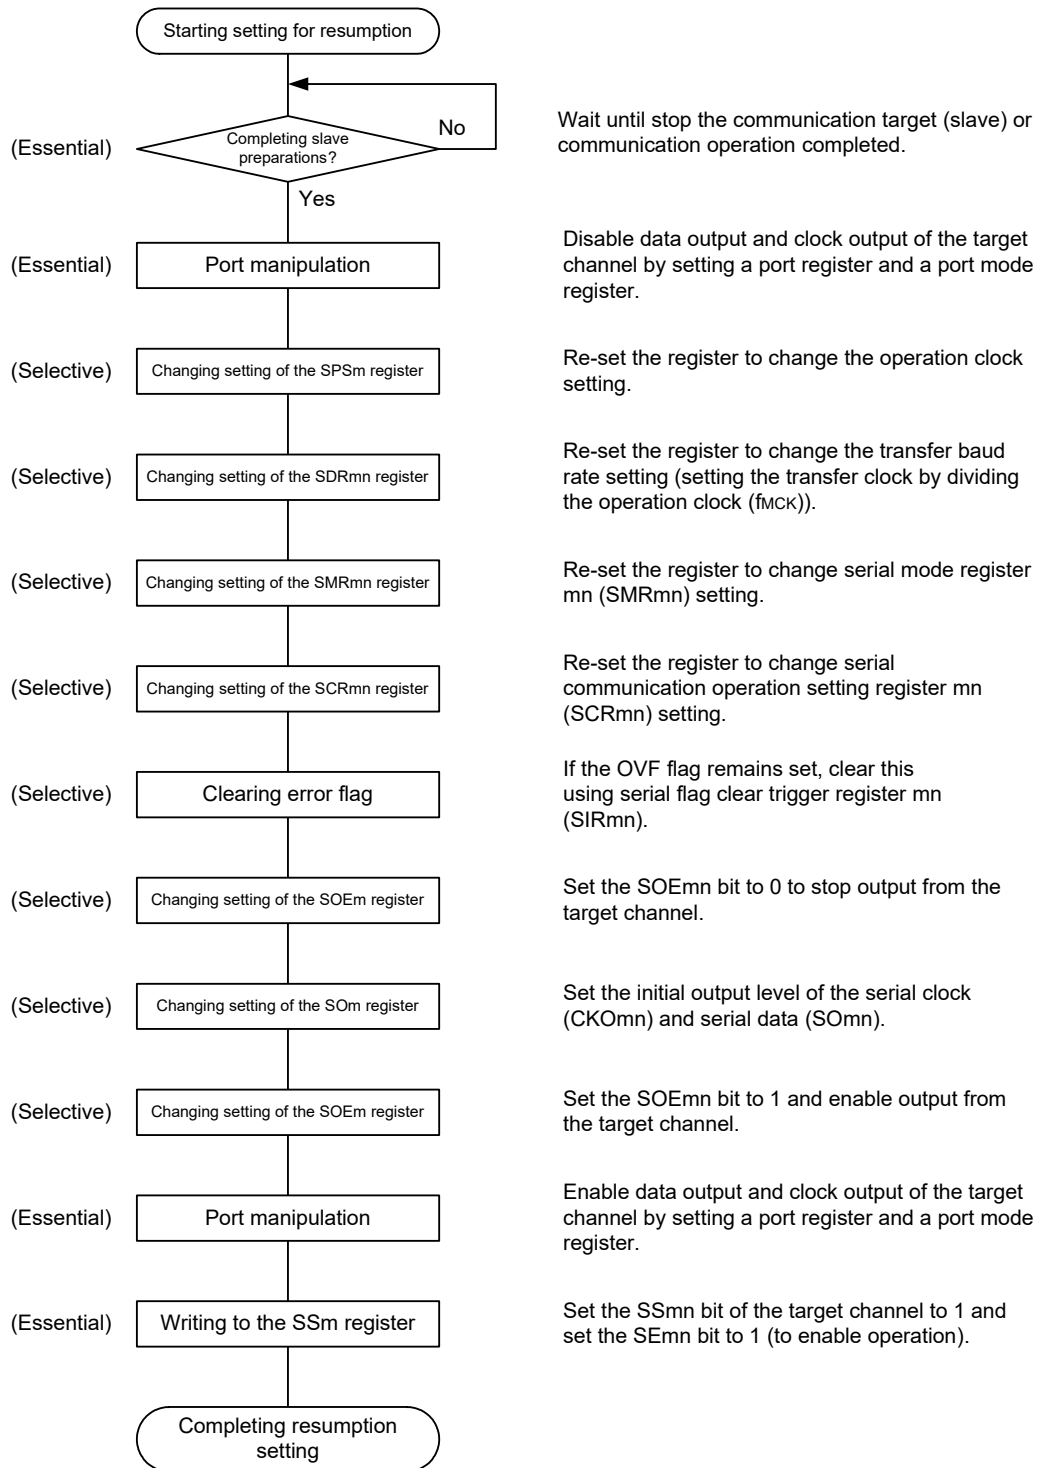 Starting setting for resumption
(Essential)
Completing slave
preparations?
No
Yes
Wait until stop the communication target (slave) or
communication operation completed.
(Essential)
Port manipulation
Disable data output and clock output of the target
channel by setting a port register and a port mode
register.
(Selective)
Changing setting of the SPSm register
Re-set the register to change the operation clock
setting.
(Selective)
Changing setting of the SDRmn register
Re-set the register to change the transfer baud
rate setting (setting the transfer clock by dividing
the operation clock (fMCK)).
(Selective)
Changing setting of the SMRmn register
Re-set the register to change serial mode register
mn (SMRmn) setting.
(Selective)
Changing setting of the SCRmn register
Re-set the register to change serial
communication operation setting register mn
(SCRmn) setting.
(Selective)
Clearing error flag
If the OVF flag remains set, clear this
using serial flag clear trigger register mn
(SIRmn).
(Selective)
Changing setting of the SOEm register
Set the SOEmn bit to 0 to stop output from the
target channel.
(Selective)
Changing setting of the SOm register
Set the initial output level of the serial clock
(CKOmn) and serial data (SOmn).
(Selective)
Changing setting of the SOEm register
Set the SOEmn bit to 1 and enable output from
the target channel.
(Essential)
Port manipulation
Enable data output and clock output of the target
channel by setting a port register and a port mode
register.
(Essential)
Writing to the SSm register
Set the SSmn bit of the target channel to 1 and
set the SEmn bit to 1 (to enable operation).
Completing resumption
setting